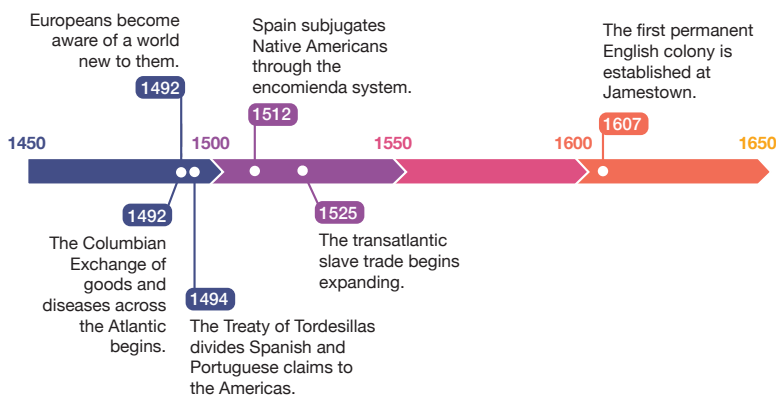 Europeans become
aware of a world
new to them.
1492
Spain subjugates
Native Americans
through the
encomienda system.
1512
The first permanent
English colony is
established at
Jamestown.
1607
1450
1500
1550
1600
1650
1492
The Columbian
Exchange of
goods and
diseases across
the Atlantic
begins.
1494
The Treaty of Tordesillas
divides Spanish and
Portuguese claims to
the Americas.
1525
The transatlantic
slave trade begins
expanding.